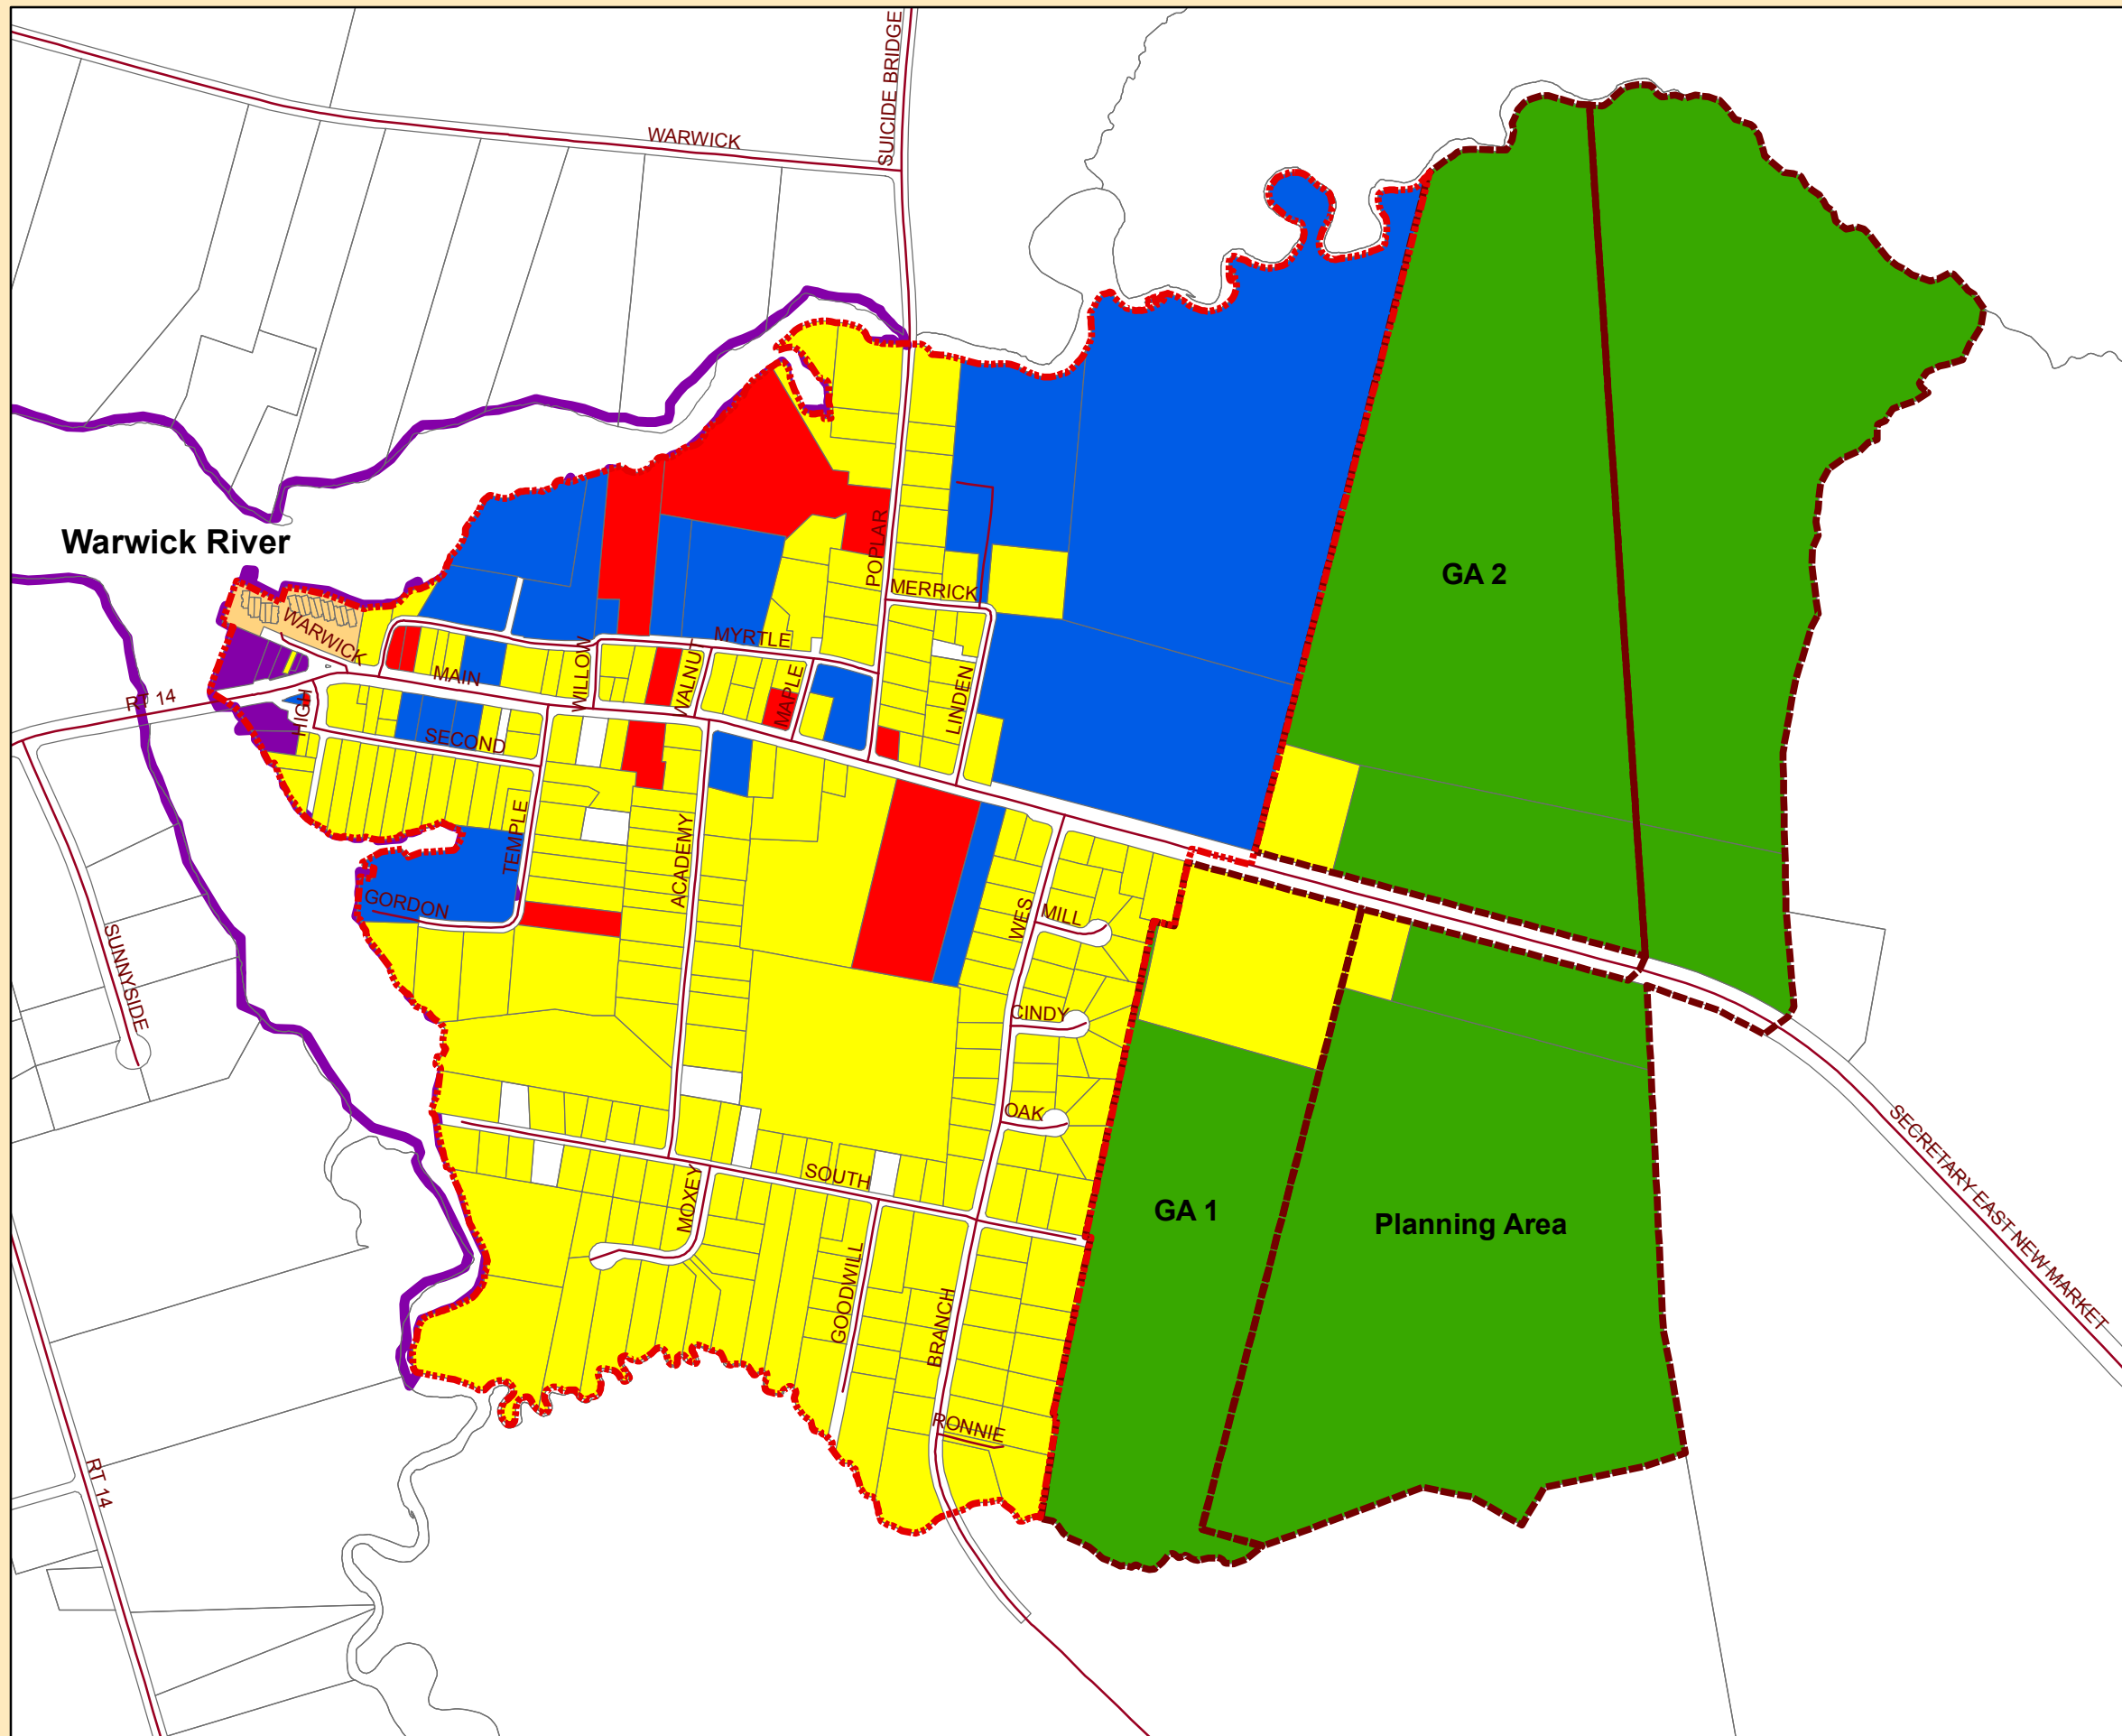 SUICIDE BRIDGE
WARWICK
Warwick River
GA 2
POPLAR
MERRICK
WARWICK
MYRTLE
WILLOW
WALNUT
MAPLE
MAIN
LINDEN
RT 14
HIGH
SECOND
TEMPLE
ACADEMY
GORDON
WES
MILL
SUNNYSIDE
CINDY
OAK
SECRETARY EAST NEW MARKET
SOUTH
MOXEY
GA 1
Planning Area
GOODWILL
BRANCH
RONNIE
RT 14